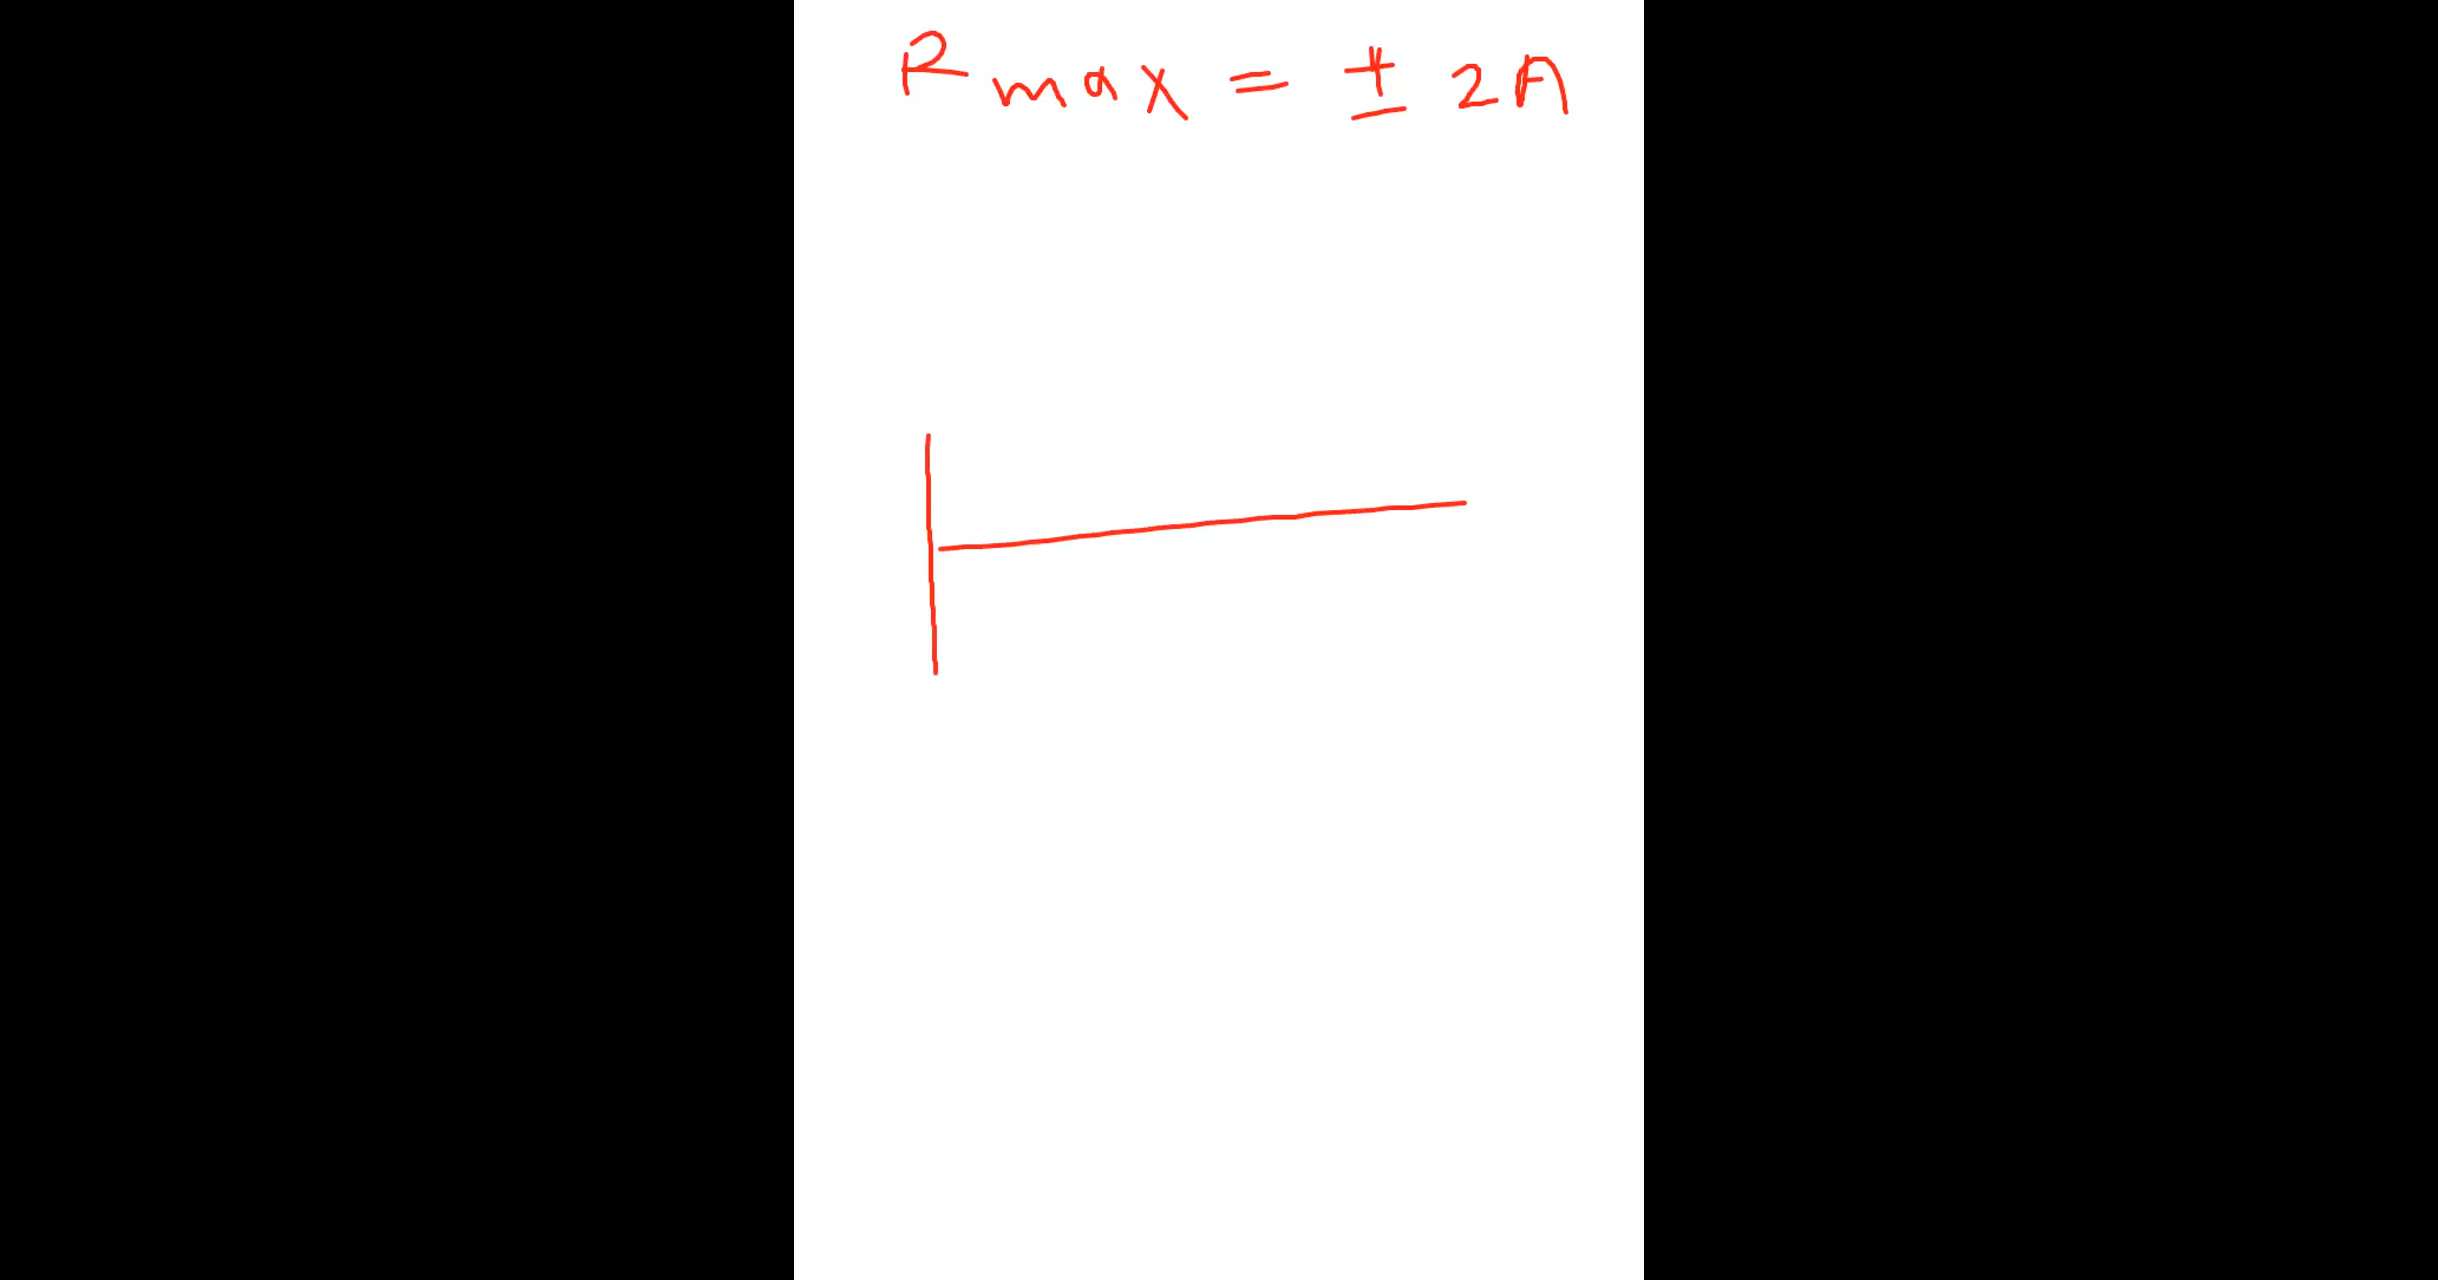 Rmax = ± 2A